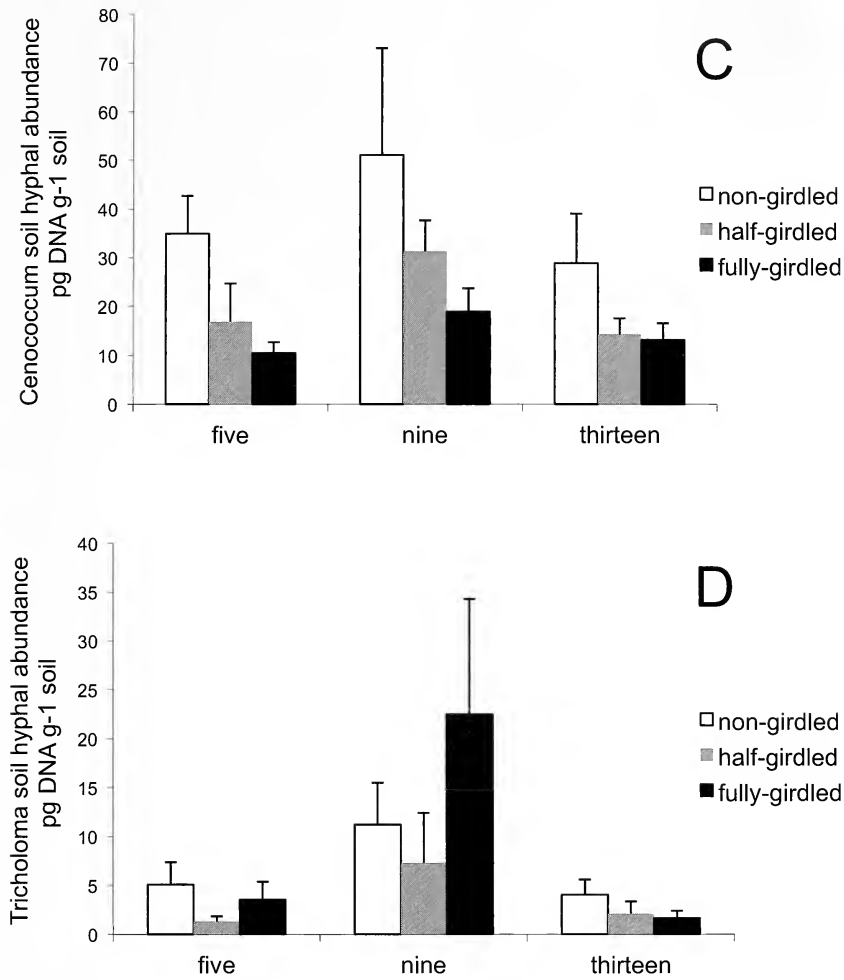 Cenococcum soil hyphal abundance
pg DNA g-1 soil
80
70
60
50
40
30
20
10
0
five
nine
thirteen
C
non-girdled
half-girdled
fully-girdled
Tricholoma soil hyphal abundance
pg DNA g-1 soil
40
35
30
25
20
15
10
5
0
five
nine
thirteen
D
non-girdled
half-girdled
fully-girdled